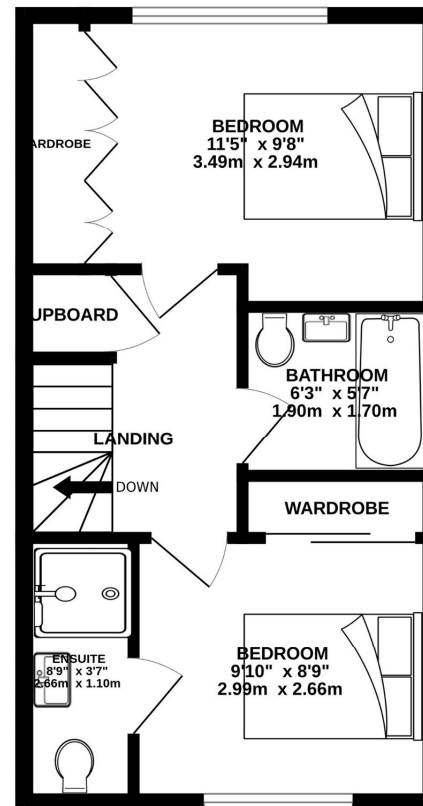 BEDROOM
11'5" x 9'8"
3.49m x 2.94m
ARDROBE
UPBOARD
BATHROOM
6'3" x 5'7"
1.90m x 1.70m
LANDING
DOWN
WARDROBE
ENSUITE
8'9" x 3'7"
2.66m x 1.10m
BEDROOM
9'10" x 8'9"
2.99m x 2.66m